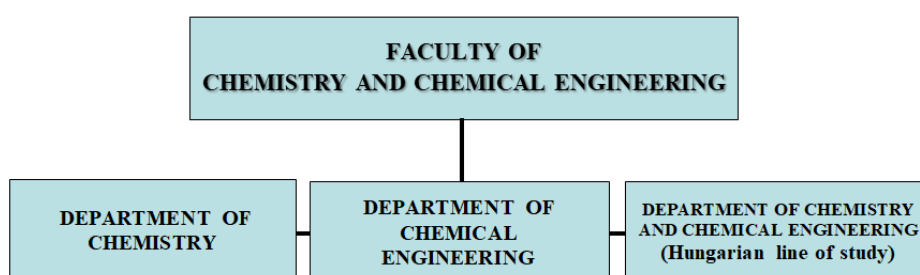 FACULTY OF
CHEMISTRY AND CHEMICAL ENGINEERING
DEPARTMENT OF
CHEMISTRY
DEPARTMENT OF
CHEMICAL
ENGINEERING
DEPARTMENT OF CHEMISTRY
AND CHEMICAL ENGINEERING
(Hungarian line of study)